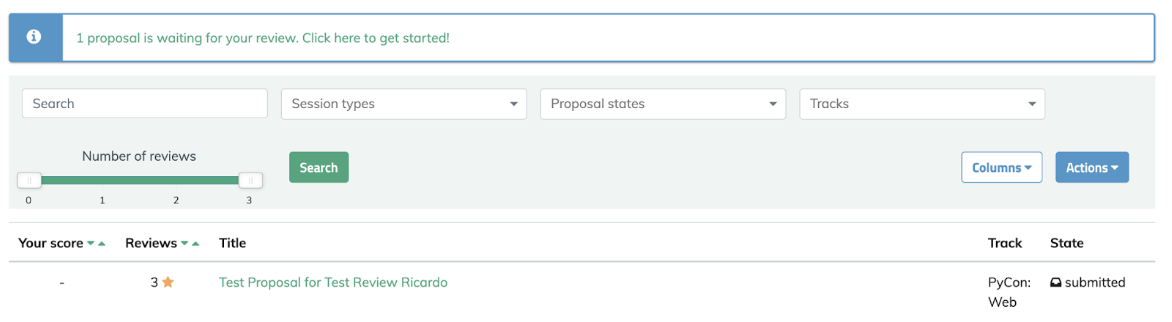 1 proposal is waiting for your review. Click here to get started!
Search Session types Proposal states Tracks
Number of reviews
Search Columns Actions
0 1 2 3
Your score Reviews Title Track State
- 3 Test Proposal for Test Review Ricardo PyCon: submitted
Web